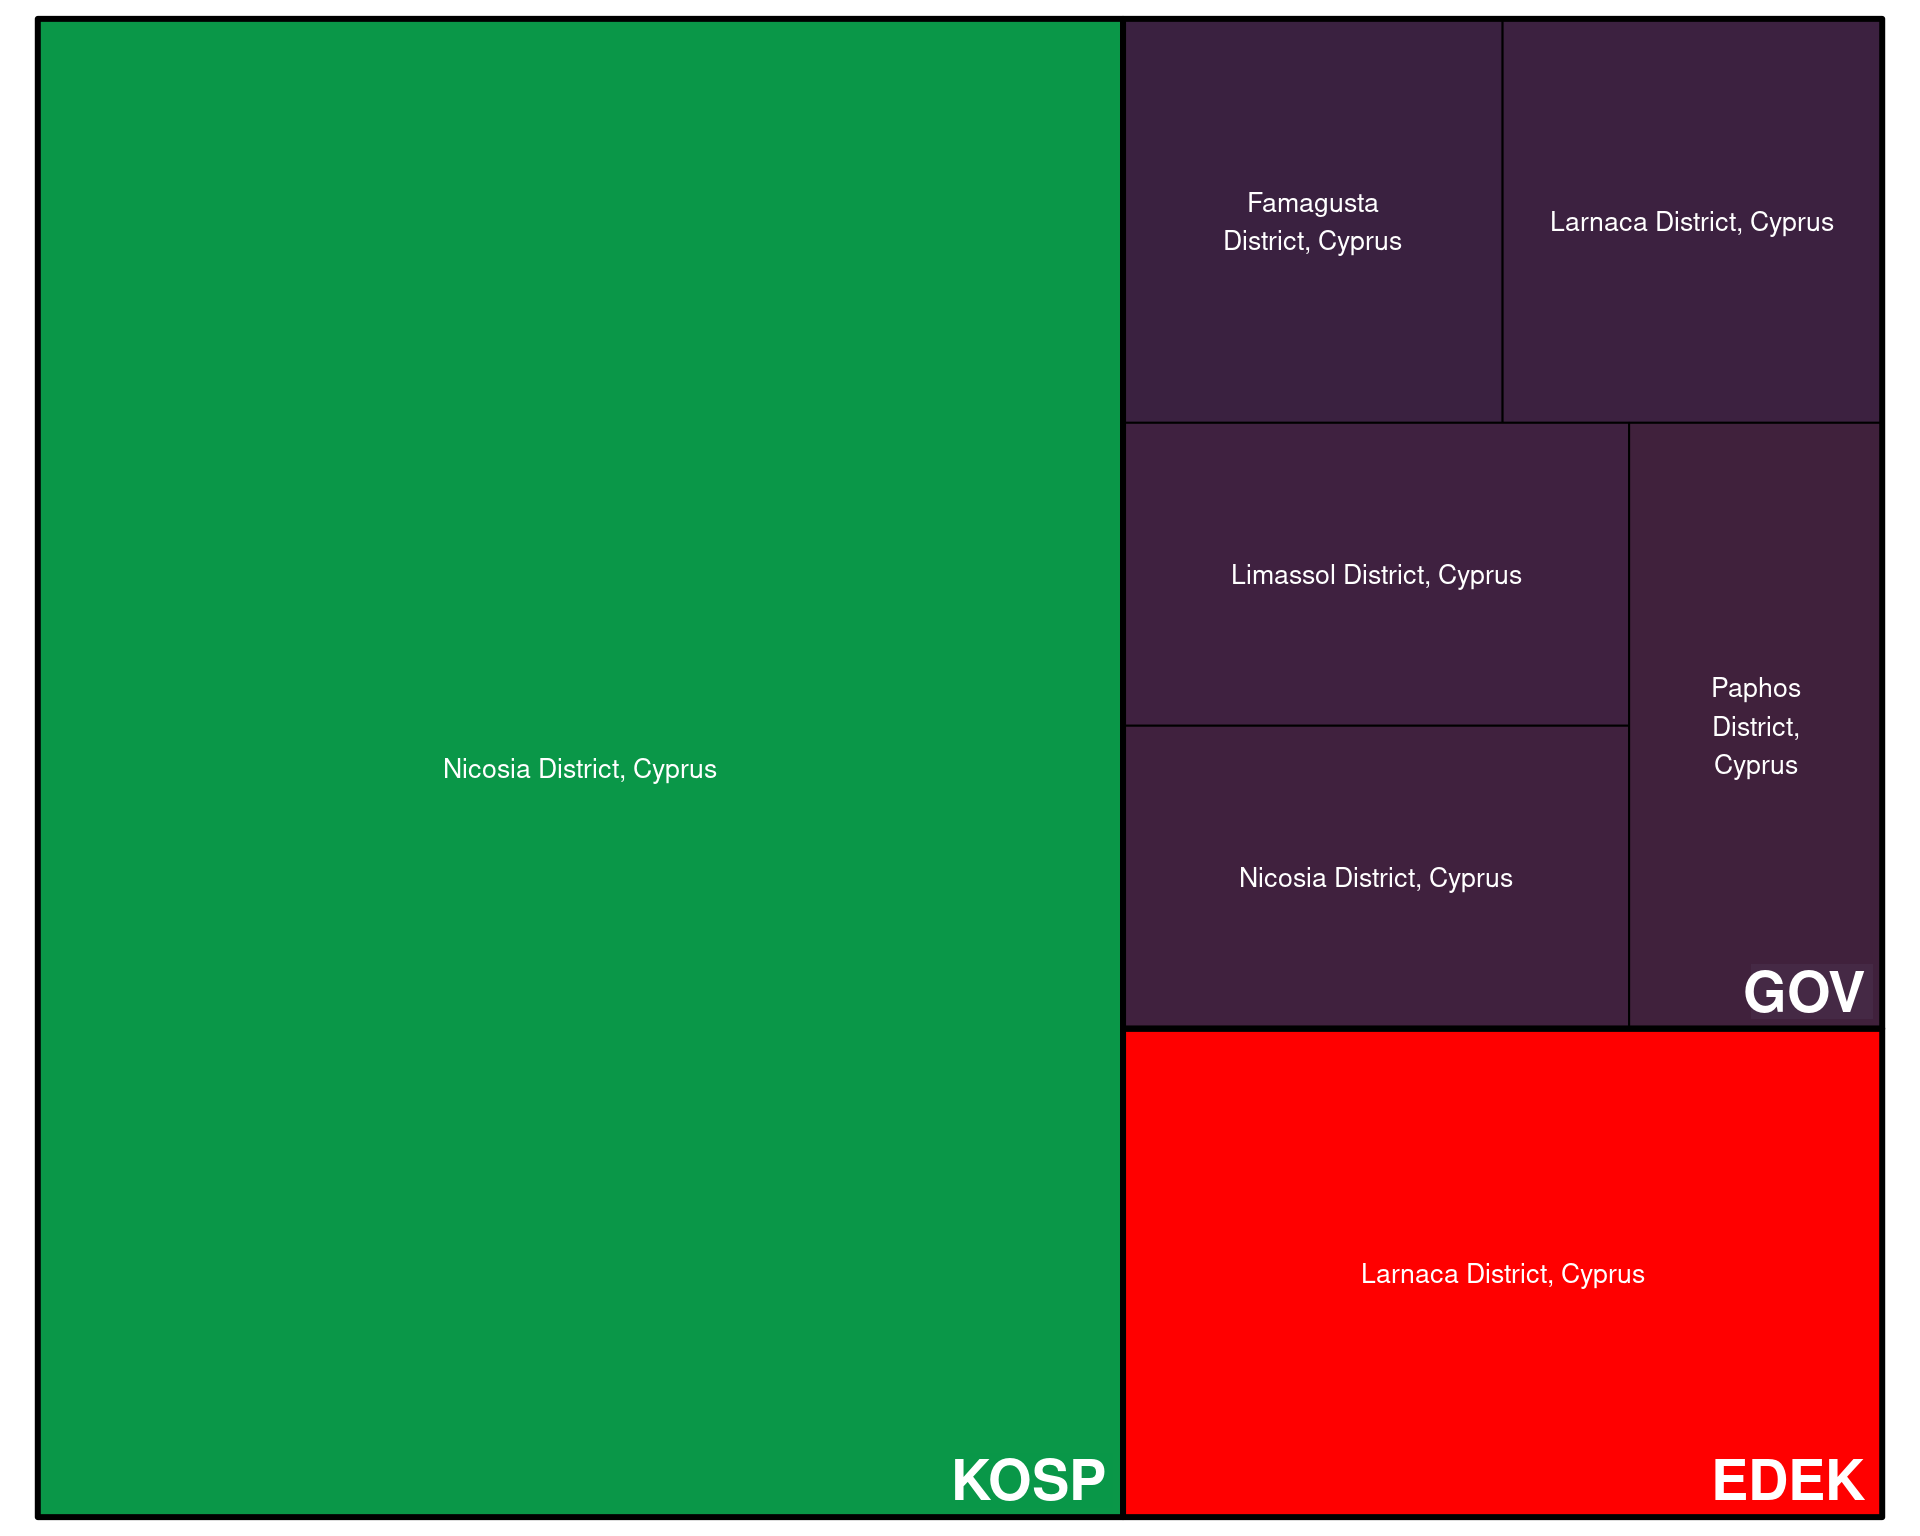 Nicosia District, Cyprus
KOSP
Famagusta
District, Cyprus
Larnaca District, Cyprus
Limassol District, Cyprus
Paphos
District,
Cyprus
Nicosia District, Cyprus
GOV
Larnaca District, Cyprus
EDEK